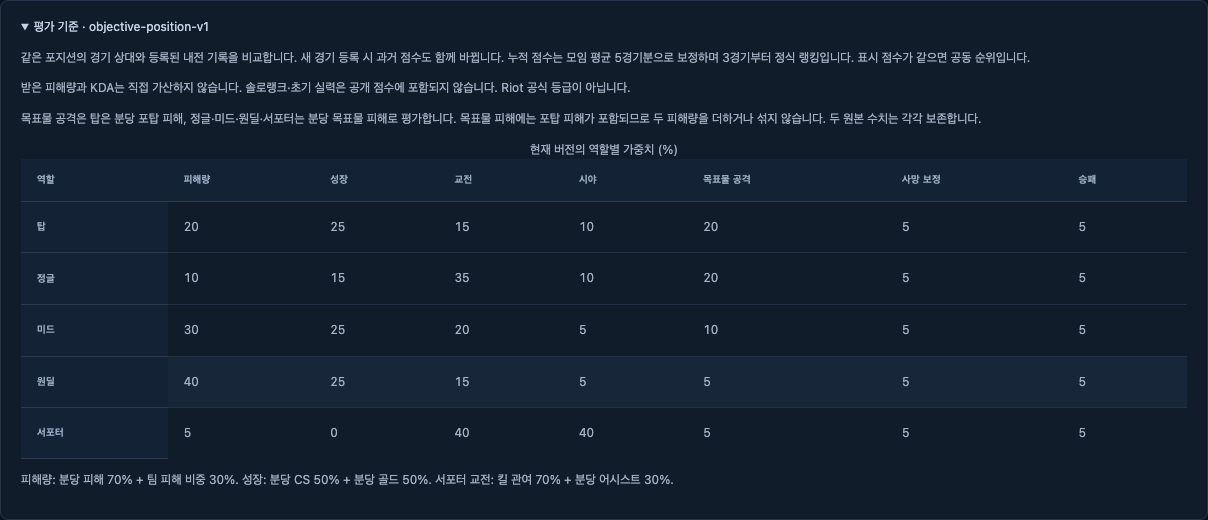 ▼ 평가 기준 · objective-position-v1
같은 포지션의 경기 상대와 등록된 내전 기록을 비교합니다. 새 경기 등록 시 과거 점수도 함께 바뀝니다. 누적 점수는 모임 평균 5경기분으로 보정하며 3경기부터 정식 랭킹입니다. 표시 점수가 같으면 공동 순위입니다.
받은 피해량과 KDA는 직접 가산하지 않습니다. 솔로랭크·초기 실력은 공개 점수에 포함되지 않습니다. Riot 공식 등급이 아닙니다.
목표물 공격은 탑은 분당 포탑 피해, 정글·미드·원딜·서포터는 분당 목표물 피해로 평가합니다. 목표물 피해에는 포탑 피해가 포함되므로 두 피해량을 더하거나 섞지 않습니다. 두 원본 수치는 각각 보존합니다.
현재 버전의 역할별 가중치 (%)
역할 피해량 성장 교전 시야 목표물 공격 사망 보정 승패
탑 20 25 15 10 20 5 5
정글 10 15 35 10 20 5 5
미드 30 25 20 5 10 5 5
원딜 40 25 15 5 5 5 5
서포터 5 0 40 40 5 5 5
피해량: 분당 피해 70% + 팀 피해 비중 30%. 성장: 분당 CS 50% + 분당 골드 50%. 서포터 교전: 킬 관여 70% + 분당 어시스트 30%.